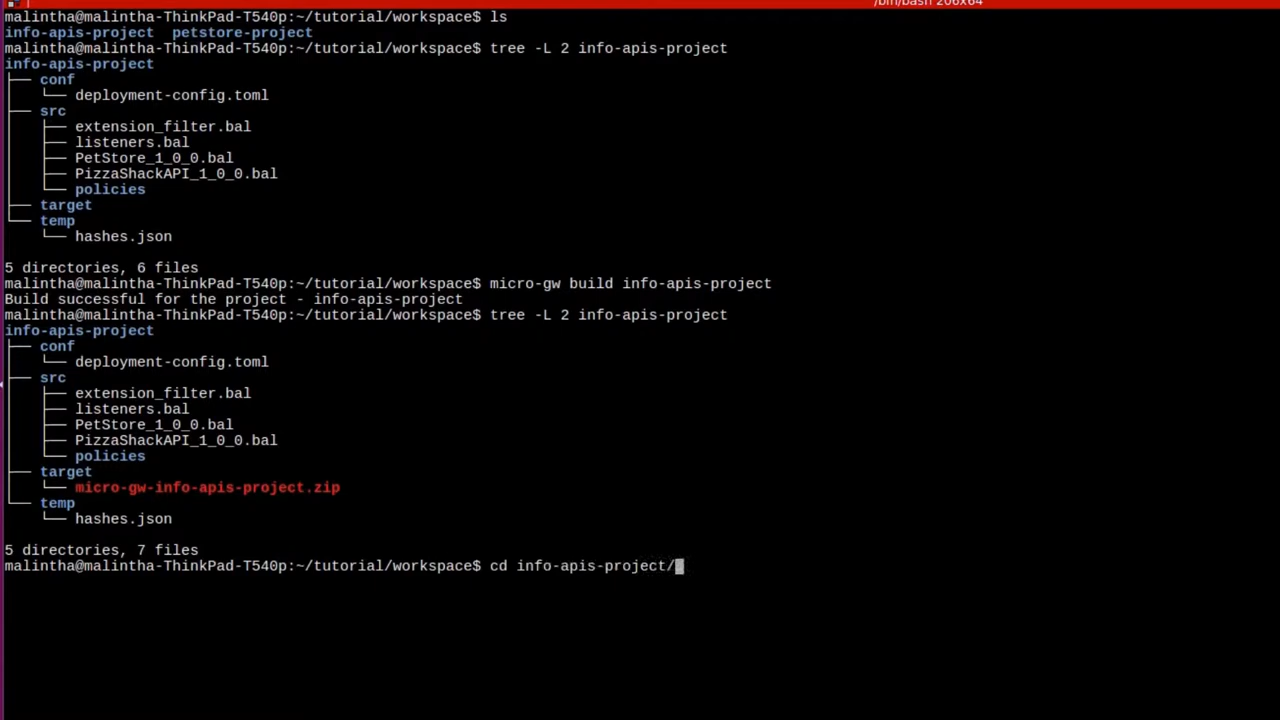 /bin/bash 206x64
malintha@malintha-ThinkPad-T540p:~/tutorial/workspace$ ls
info-apis-project  petstore-project
malintha@malintha-ThinkPad-T540p:~/tutorial/workspace$ tree -L 2 info-apis-project
info-apis-project
├── conf
│   └── deployment-config.toml
├── src
│   ├── extension_filter.bal
│   ├── listeners.bal
│   ├── PetStore_1_0_0.bal
│   ├── PizzaShackAPI_1_0_0.bal
│   └── policies
├── target
└── temp
    └── hashes.json
5 directories, 6 files
malintha@malintha-ThinkPad-T540p:~/tutorial/workspace$ micro-gw build info-apis-project
Build successful for the project - info-apis-project
malintha@malintha-ThinkPad-T540p:~/tutorial/workspace$ tree -L 2 info-apis-project
info-apis-project
├── conf
│   └── deployment-config.toml
├── src
│   ├── extension_filter.bal
│   ├── listeners.bal
│   ├── PetStore_1_0_0.bal
│   ├── PizzaShackAPI_1_0_0.bal
│   └── policies
├── target
│   └── micro-gw-info-apis-project.zip
└── temp
    └── hashes.json
5 directories, 7 files
malintha@malintha-ThinkPad-T540p:~/tutorial/workspace$ cd info-apis-project/